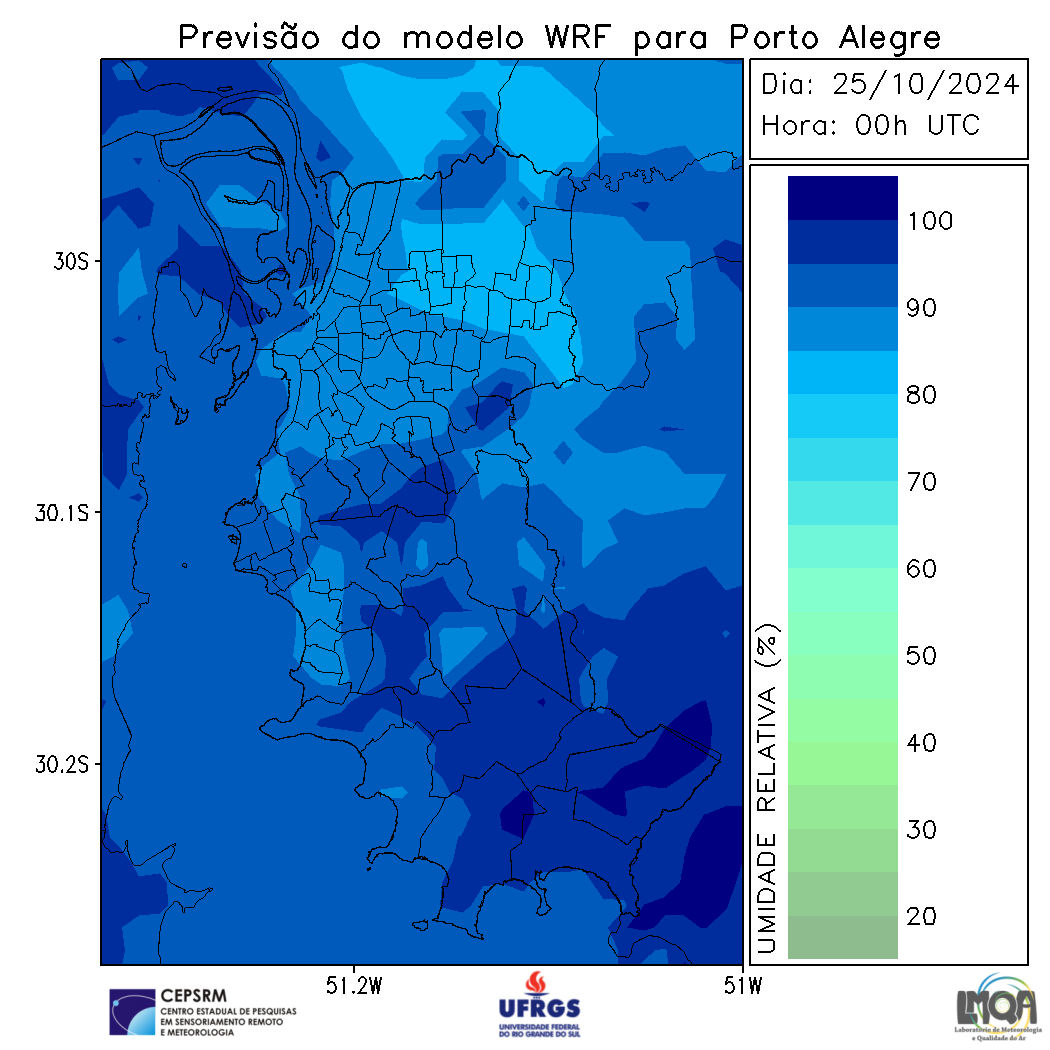 Previsão do modelo WRF para Porto Alegre
Dia: 25/10/2024
Hora: 00h UTC
30S
30.1S
30.2S
51.2W
51W
UMIDADE RELATIVA (%)
100
90
80
70
60
50
40
30
20
CEPSRM
CENTRO ESTADUAL DE PESQUISAS
EM SENSORIAMENTO REMOTO
E METEOROLOGIA
UFRGS
UNIVERSIDADE FEDERAL
DO RIO GRANDE DO SUL
LMQA
Laboratório de Meteorologia
e Qualidade do Ar